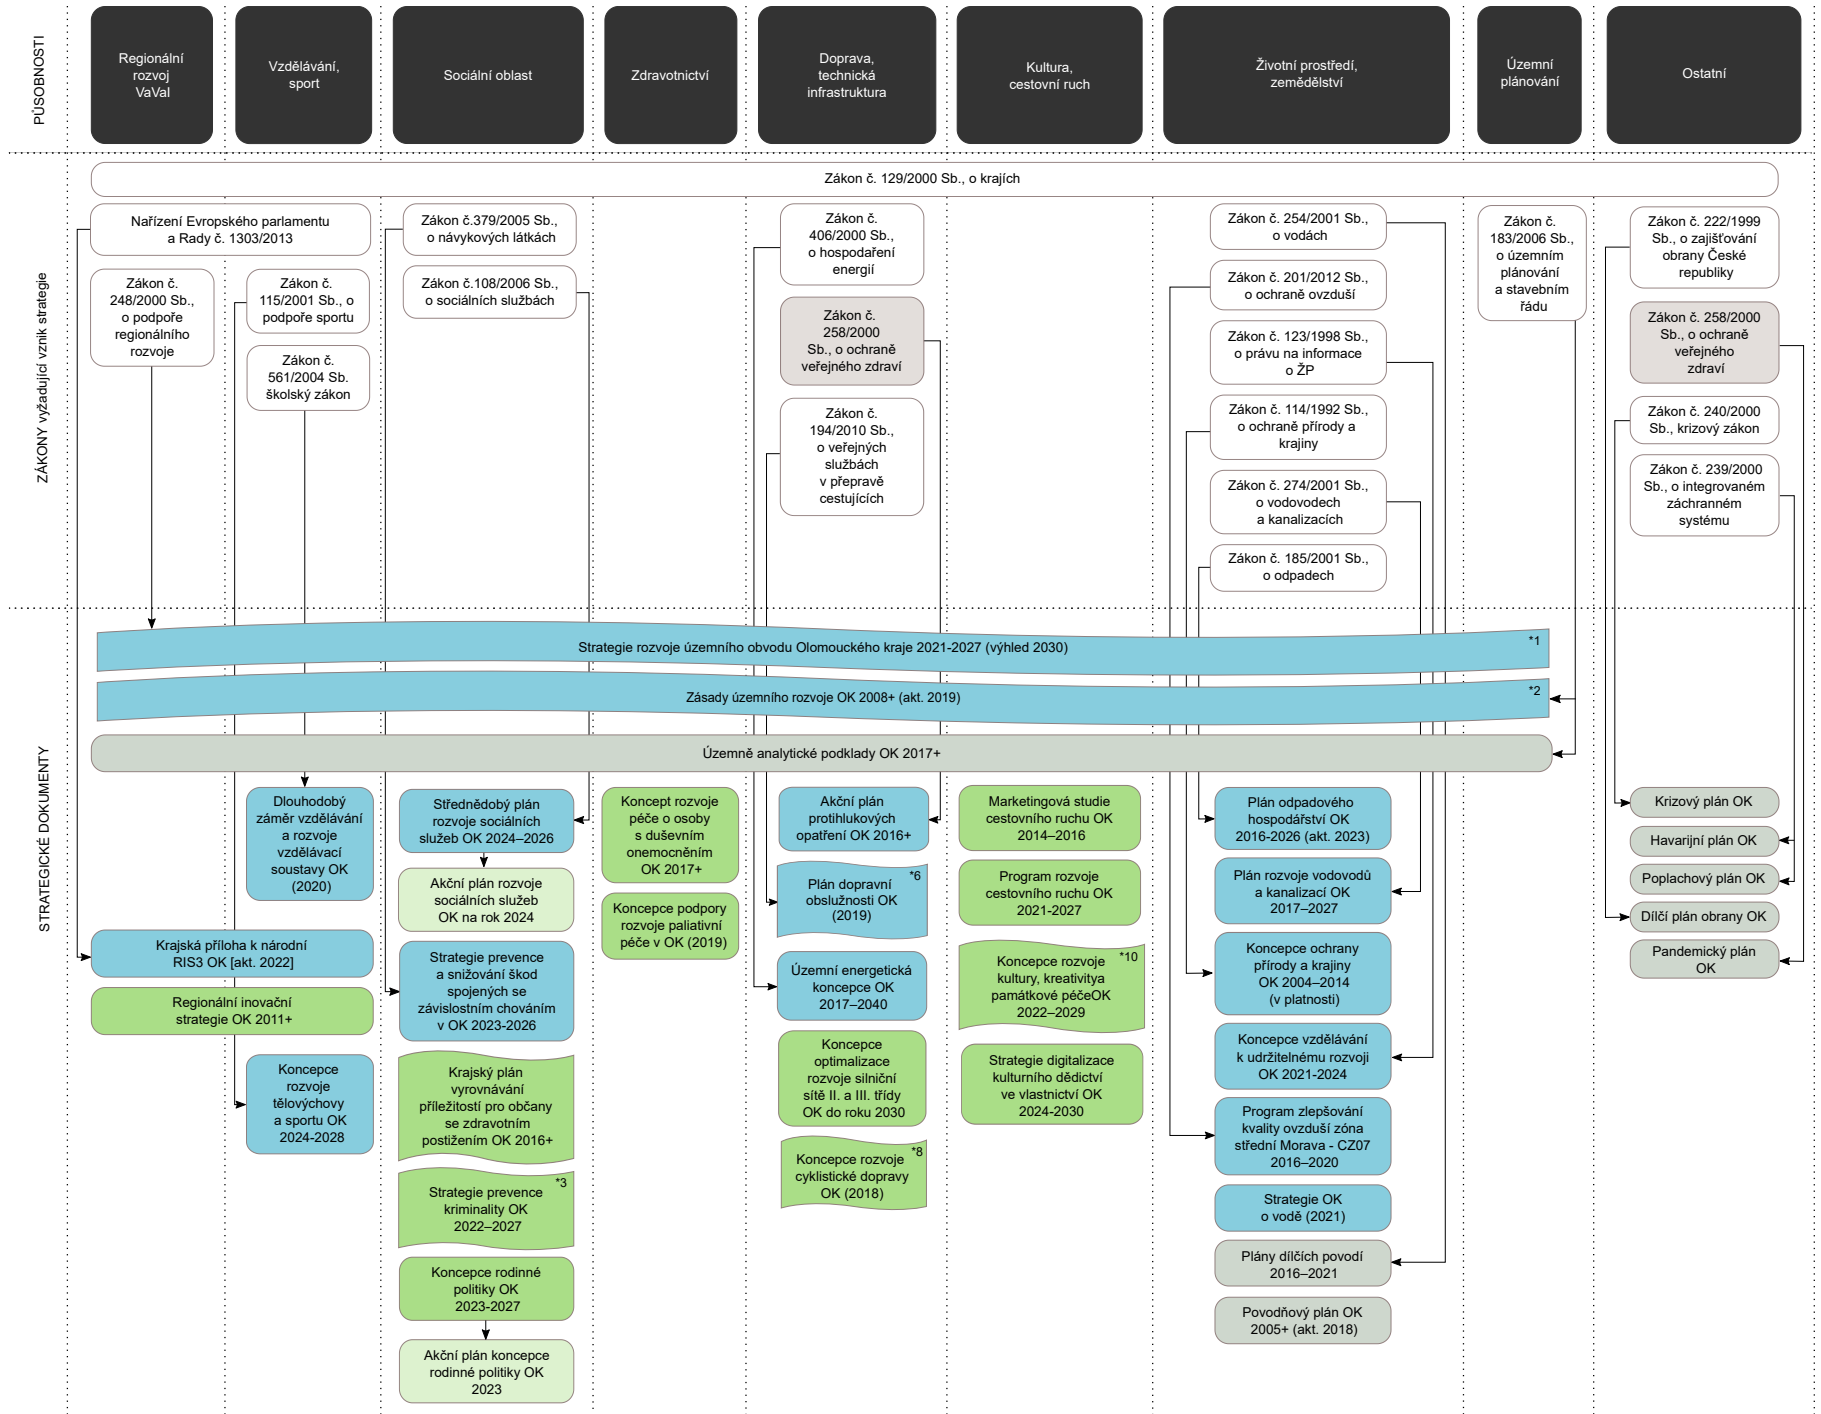 PŮSOBNOSTI
Regionální
rozvoj
VaVaI
Vzdělávání,
sport
Sociální oblast
Zdravotnictví
Doprava,
technická
infrastruktura
Kultura,
cestovní ruch
Životní prostředí,
zemědělství
Územní
plánování
Ostatní
ZÁKONY vyžadující vznik strategie
Zákon č. 129/2000 Sb., o krajích
Nařízení Evropského parlamentu
a Rady č. 1303/2013
Zákon č.
248/2000 Sb.,
o podpoře
regionálního
rozvoje
Zákon č.
115/2001 Sb., o
podpoře sportu
Zákon č.
561/2004 Sb.
školský zákon
Zákon č.379/2005 Sb.,
o návykových látkách
Zákon č.108/2006 Sb.,
o sociálních službách
Zákon č.
406/2000 Sb.,
o hospodaření
energií
Zákon č.
258/2000
Sb., o ochraně
veřejného zdraví
Zákon č.
194/2010 Sb.,
o veřejných
službách
v přepravě
cestujících
Zákon č. 254/2001 Sb.,
o vodách
Zákon č. 201/2012 Sb.,
o ochraně ovzduší
Zákon č. 123/1998 Sb.,
o právu na informace
o ŽP
Zákon č. 114/1992 Sb.,
o ochraně přírody a
krajiny
Zákon č. 274/2001 Sb.,
o vodovodech
a kanalizacích
Zákon č. 185/2001 Sb.,
o odpadech
Zákon č.
183/2006 Sb.,
o územním
plánování
a stavebním
řádu
Zákon č. 222/1999
Sb., o zajišťování
obrany České
republiky
Zákon č. 258/2000
Sb., o ochraně
veřejného
zdraví
Zákon č. 240/2000
Sb., krizový zákon
Zákon č. 239/2000
Sb., o integrovaném
záchranném
systému
STRATEGICKÉ DOKUMENTY
Strategie rozvoje územního obvodu Olomouckého kraje 2021-2027 (výhled 2030)
*1
Zásady územního rozvoje OK 2008+ (akt. 2019)
*2
Územně analytické podklady OK 2017+
Dlouhodobý
záměr vzdělávání
a rozvoje
vzdělávací
soustavy OK
(2020)
Krajská příloha k národní
RIS3 OK [akt. 2022]
Regionální inovační
strategie OK 2011+
Koncepce
rozvoje
tělovýchovy
a sportu OK
2024-2028
Střednědobý plán
rozvoje sociálních
služeb OK 2024–2026
Akční plán rozvoje
sociálních služeb
OK na rok 2024
Strategie prevence
a snižování škod
spojených se
závislostním chováním
v OK 2023-2026
Krajský plán
vyrovnávání
příležitostí pro občany
se zdravotním
postižením OK 2016+
*3
Strategie prevence
kriminality OK
2022–2027
Koncepce rodinné
politiky OK
2023-2027
Akční plán koncepce
rodinné politiky OK
2023
Koncept rozvoje
péče o osoby
s duševním
onemocněním
OK 2017+
Koncepce podpory
rozvoje paliativní
péče v OK (2019)
Akční plán
protihlukových
opatření OK 2016+
*6
Plán dopravní
obslužnosti OK
(2019)
Územní energetická
koncepce OK
2017–2040
Koncepce
optimalizace
rozvoje silniční
sítě II. a III. třídy
OK do roku 2030
*8
Koncepce rozvoje
cyklistické dopravy
OK (2018)
Marketingová studie
cestovního ruchu OK
2014–2016
Program rozvoje
cestovního ruchu OK
2021-2027
*10
Koncepce rozvoje
kultury, kreativitya
památkové péčeOK
2022–2029
Strategie digitalizace
kulturního dědictví
ve vlastnictví OK
2024-2030
Plán odpadového
hospodářství OK
2016-2026 (akt. 2023)
Plán rozvoje vodovodů
a kanalizací OK
2017–2027
Koncepce ochrany
přírody a krajiny
OK 2004–2014
(v platnosti)
Koncepce vzdělávání
k udržitelnému rozvoji
OK 2021-2024
Program zlepšování
kvality ovzduší zóna
střední Morava - CZ07
2016–2020
Strategie OK
o vodě (2021)
Plány dílčích povodí
2016–2021
Povodňový plán OK
2005+ (akt. 2018)
Krizový plán OK
Havarijní plán OK
Poplachový plán OK
Dílčí plán obrany OK
Pandemický plán
OK